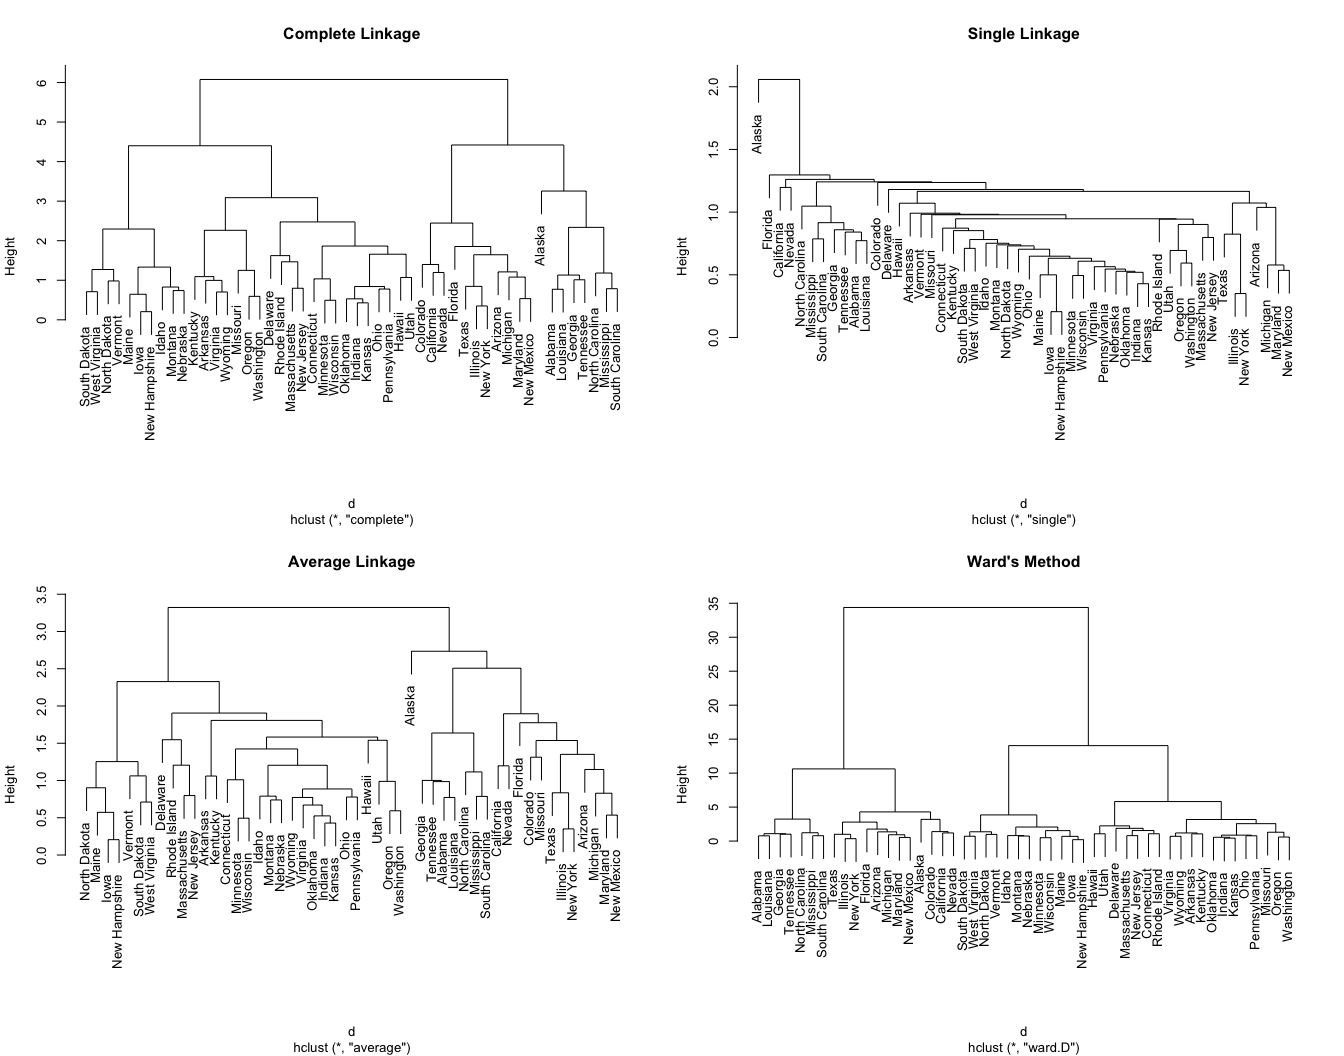 Complete Linkage
Height
0
1
2
3
4
5
6
South Dakota
West Virginia
North Dakota
Vermont
Maine
Iowa
New Hampshire
Idaho
Montana
Nebraska
Kentucky
Arkansas
Virginia
Wyoming
Missouri
Oregon
Washington
Delaware
Rhode Island
Massachusetts
New Jersey
Connecticut
Minnesota
Wisconsin
Oklahoma
Indiana
Kansas
Ohio
Pennsylvania
Hawaii
Utah
Colorado
California
Nevada
Florida
Texas
Illinois
New York
Arizona
Michigan
Maryland
New Mexico
Alaska
Alabama
Louisiana
Georgia
Tennessee
North Carolina
Mississippi
South Carolina
d
hclust (*, "complete")
Single Linkage
Height
0.0
0.5
1.0
1.5
2.0
Alaska
Florida
California
Nevada
North Carolina
Mississippi
South Carolina
Georgia
Tennessee
Alabama
Louisiana
Colorado
Delaware
Hawaii
Arkansas
Vermont
Missouri
Connecticut
Kentucky
South Dakota
West Virginia
Idaho
Montana
North Dakota
Wyoming
Ohio
Maine
Iowa
New Hampshire
Minnesota
Wisconsin
Virginia
Pennsylvania
Nebraska
Oklahoma
Indiana
Kansas
Rhode Island
Utah
Oregon
Washington
Massachusetts
New Jersey
Texas
Illinois
New York
Arizona
Michigan
Maryland
New Mexico
d
hclust (*, "single")
Average Linkage
Height
0.0
0.5
1.0
1.5
2.0
2.5
3.0
3.5
North Dakota
Maine
Iowa
New Hampshire
Vermont
South Dakota
West Virginia
Delaware
Rhode Island
Massachusetts
New Jersey
Arkansas
Kentucky
Connecticut
Minnesota
Wisconsin
Idaho
Montana
Nebraska
Wyoming
Virginia
Oklahoma
Indiana
Kansas
Ohio
Pennsylvania
Hawaii
Utah
Oregon
Washington
Alaska
Georgia
Tennessee
Alabama
Louisiana
North Carolina
Mississippi
South Carolina
California
Nevada
Florida
Colorado
Missouri
Texas
Illinois
New York
Arizona
Michigan
Maryland
New Mexico
d
hclust (*, "average")
Ward's Method
Height
0
5
10
15
20
25
30
35
Alabama
Louisiana
Georgia
Tennessee
North Carolina
Mississippi
South Carolina
Texas
Illinois
New York
Florida
Arizona
Michigan
Maryland
New Mexico
Alaska
Colorado
California
Nevada
South Dakota
West Virginia
North Dakota
Vermont
Idaho
Montana
Nebraska
Minnesota
Wisconsin
Maine
Iowa
New Hampshire
Hawaii
Utah
Delaware
Massachusetts
New Jersey
Connecticut
Rhode Island
Virginia
Wyoming
Arkansas
Kentucky
Oklahoma
Indiana
Kansas
Ohio
Pennsylvania
Missouri
Oregon
Washington
d
hclust (*, "ward.D")